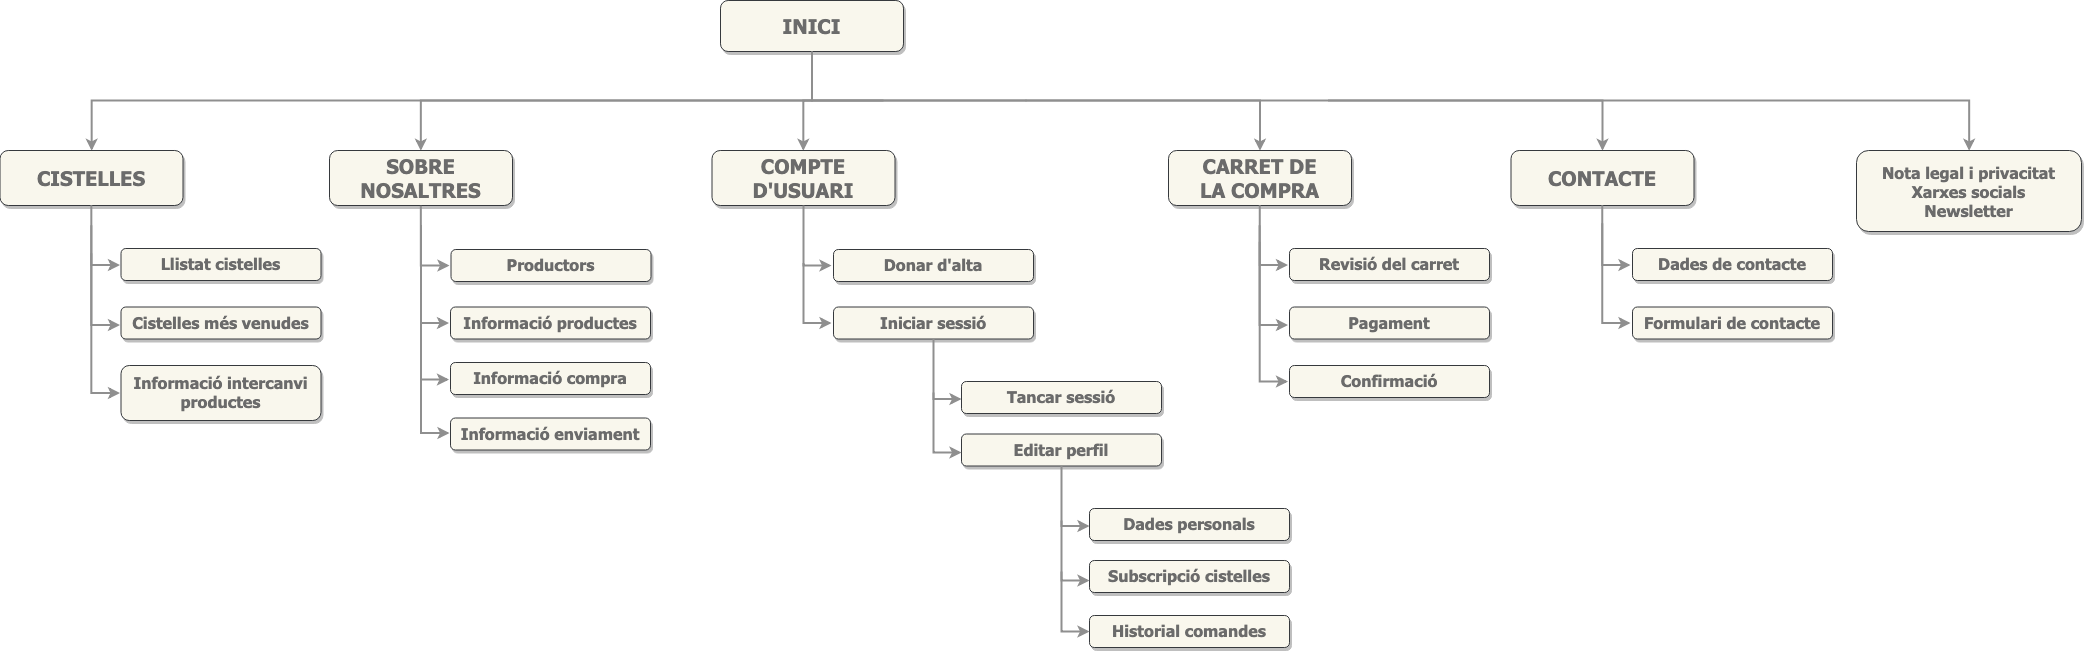 INICI
CISTELLES
Llistat cistelles
Cistelles més venudes
Informació intercanvi
productes
SOBRE
NOSALTRES
Productors
Informació productes
Informació compra
Informació enviament
COMPTE
D'USUARI
Donar d'alta
Iniciar sessió
Tancar sessió
Editar perfil
Dades personals
Subscripció cistelles
Historial comandes
CARRET DE
LA COMPRA
Revisió del carret
Pagament
Confirmació
CONTACTE
Dades de contacte
Formulari de contacte
Nota legal i privacitat
Xarxes socials
Newsletter